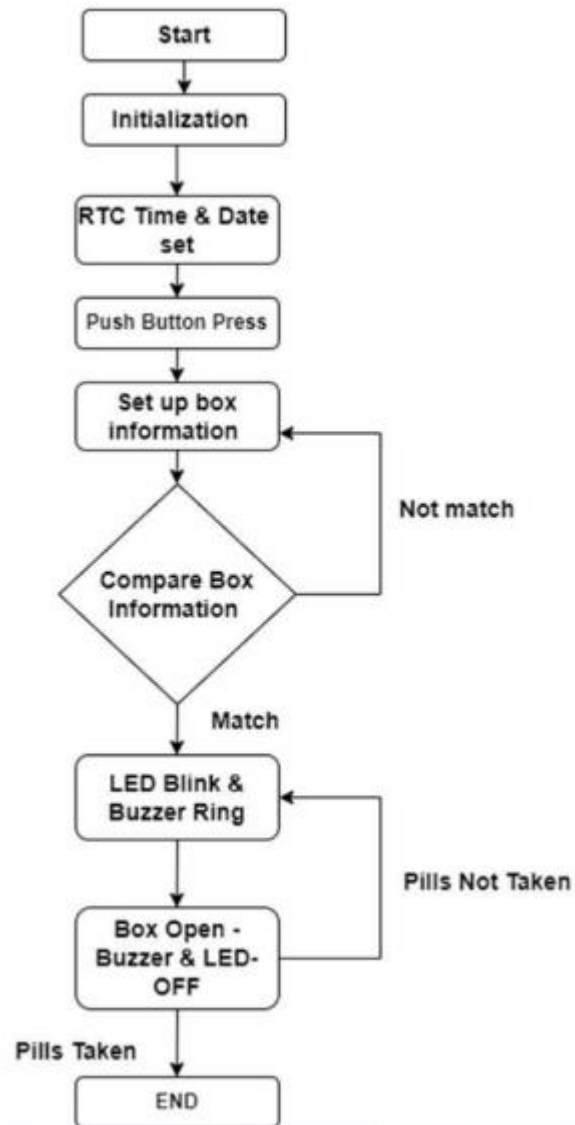 Start
Initialization
RTC Time & Date
set
Push Button Press
Set up box
information
Not match
Compare Box
Information
Match
LED Blink &
Buzzer Ring
Pills Not Taken
Box Open -
Buzzer & LED-
OFF
Pills Taken
END